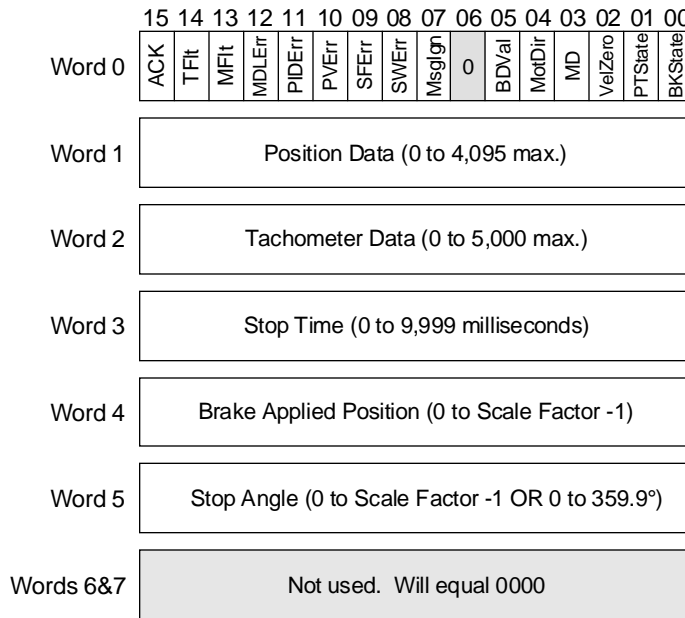 15 14 13 12 11 10 09 08 07 06 05 04 03 02 01 00
Word 0
ACK
TFlt
MFlt
MDLErr
PIDErr
PVErr
SFErr
SWErr
MsgIgn
0
BDVal
MotDir
MD
VelZero
PTState
BKState
Word 1
Position Data (0 to 4,095 max.)
Word 2
Tachometer Data (0 to 5,000 max.)
Word 3
Stop Time (0 to 9,999 milliseconds)
Word 4
Brake Applied Position (0 to Scale Factor -1)
Word 5
Stop Angle (0 to Scale Factor -1 OR 0 to 359.9°)
Words 6&7
Not used. Will equal 0000